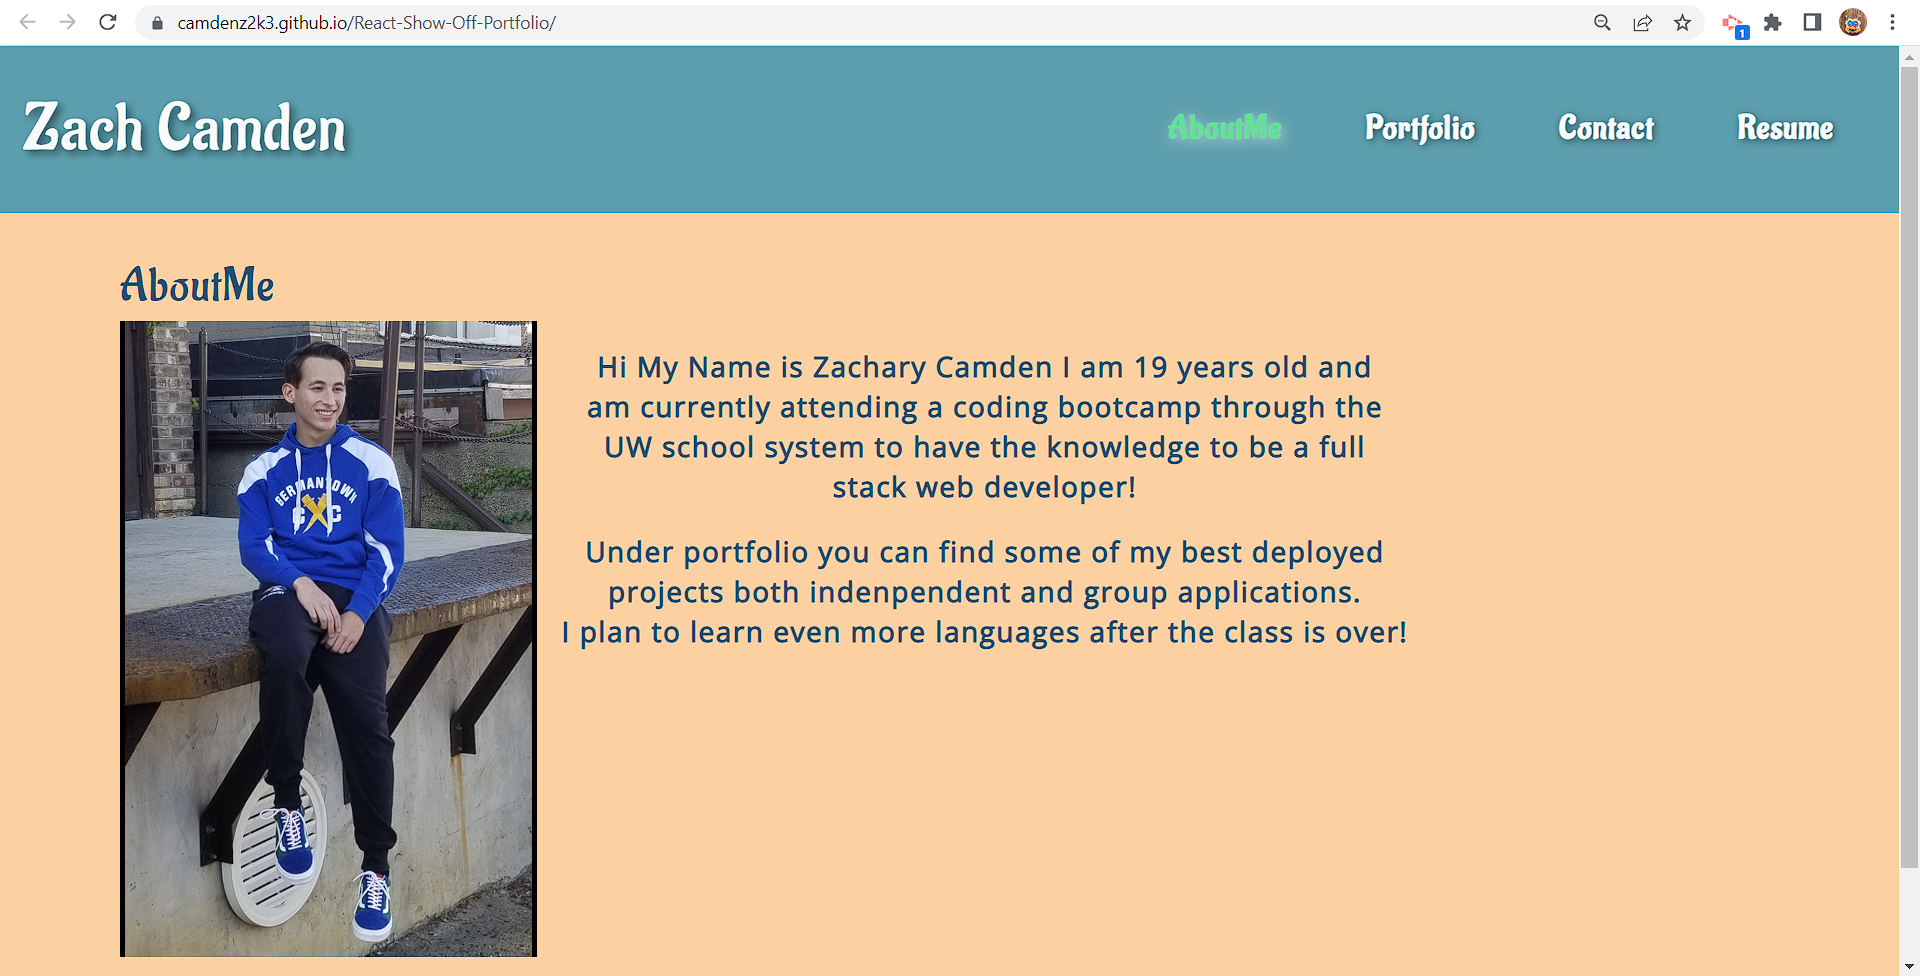 camdenz2k3.github.io/React-Show-Off-Portfolio/
1
Zach Camden
AboutMe
Portfolio
Contact
Resume
AboutMe
GERMANTOWN
C C
Hi My Name is Zachary Camden I am 19 years old and
am currently attending a coding bootcamp through the
UW school system to have the knowledge to be a full
stack web developer!
Under portfolio you can find some of my best deployed
projects both indenpendent and group applications.
I plan to learn even more languages after the class is over!